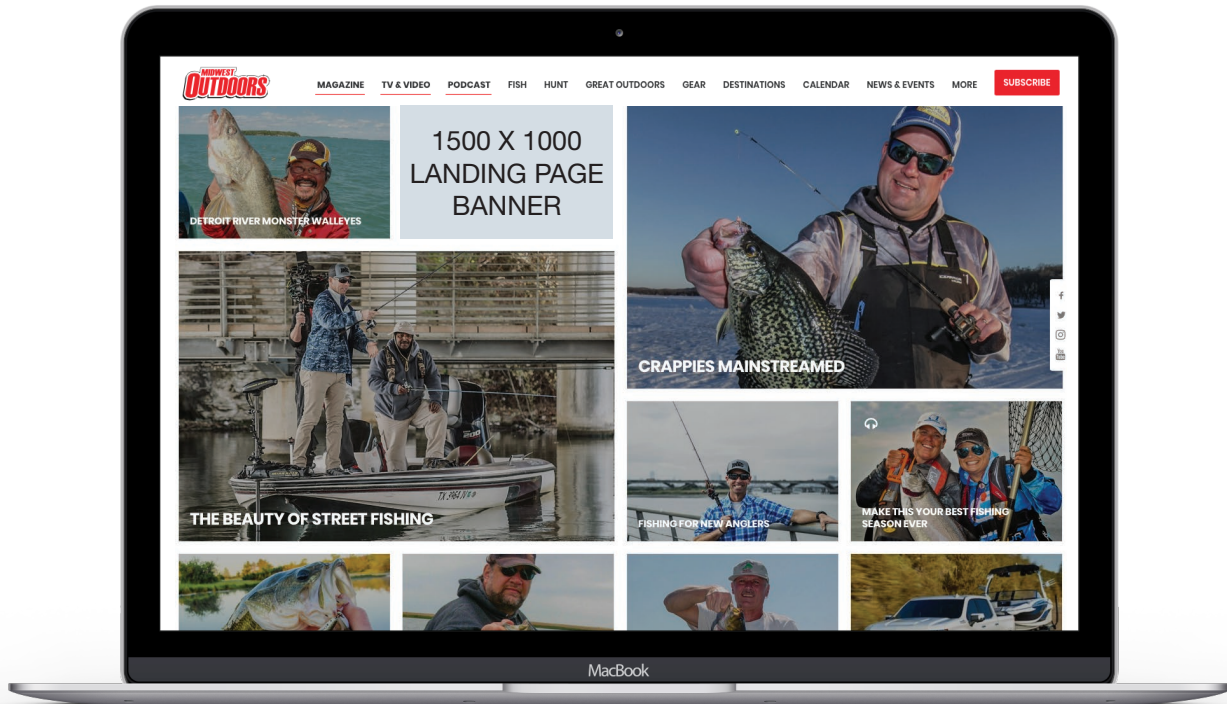 MIDWEST
OUTDOORS
MAGAZINE TV & VIDEO PODCAST FISH HUNT GREAT OUTDOORS GEAR DESTINATIONS CALENDAR NEWS & EVENTS MORE SUBSCRIBE
DETROIT RIVER MONSTER WALLEYES
1500 X 1000
LANDING PAGE
BANNER
CRAPPIES MAINSTREAMED
THE BEAUTY OF STREET FISHING
FISHING FOR NEW ANGLERS
MAKE THIS YOUR BEST FISHING
SEASON EVER
MacBook